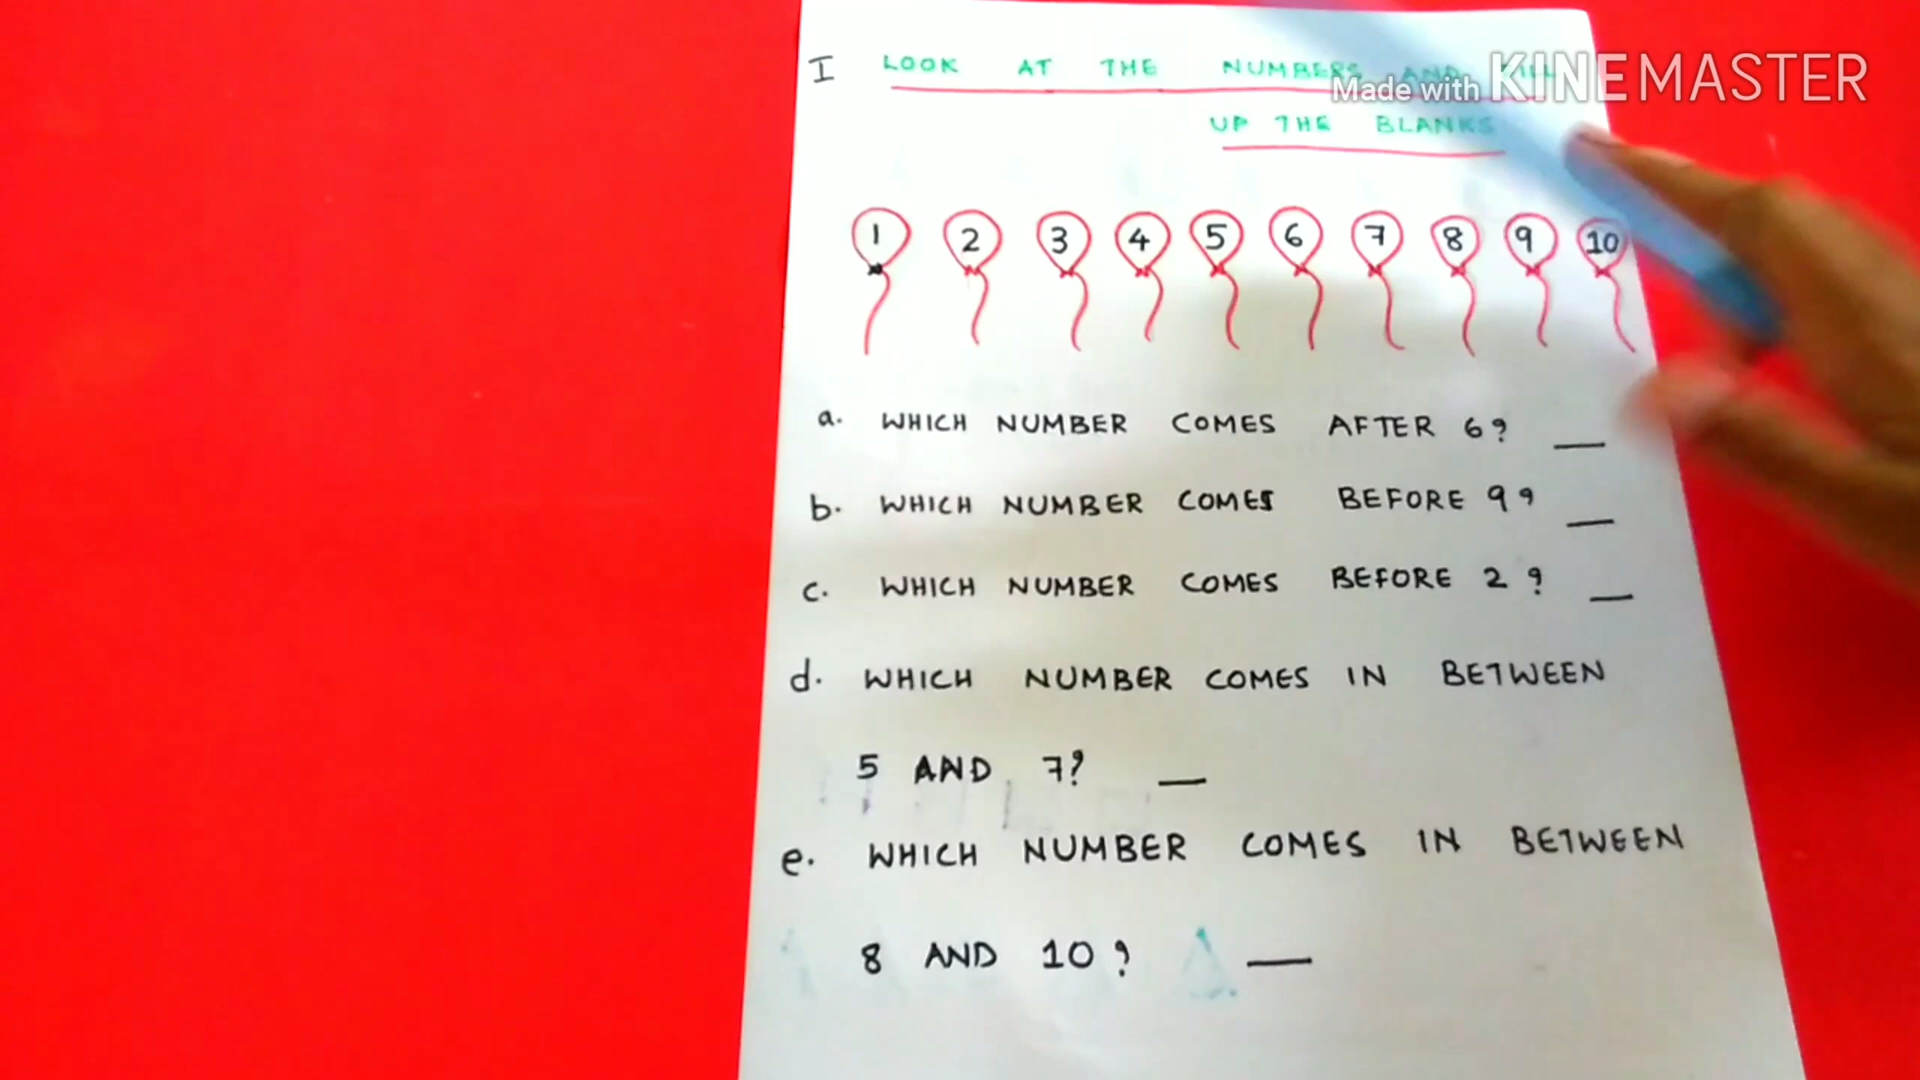 I LOOK AT THE NUMBERS AND FILL
Made with KINEMASTER
UP THE BLANKS
1 2 3 4 5 6 7 8 9 10
a. WHICH NUMBER COMES AFTER 6? __
b. WHICH NUMBER COMES BEFORE 9? __
c. WHICH NUMBER COMES BEFORE 2? __
d. WHICH NUMBER COMES IN BETWEEN
5 AND 7? __
e. WHICH NUMBER COMES IN BETWEEN
8 AND 10? __